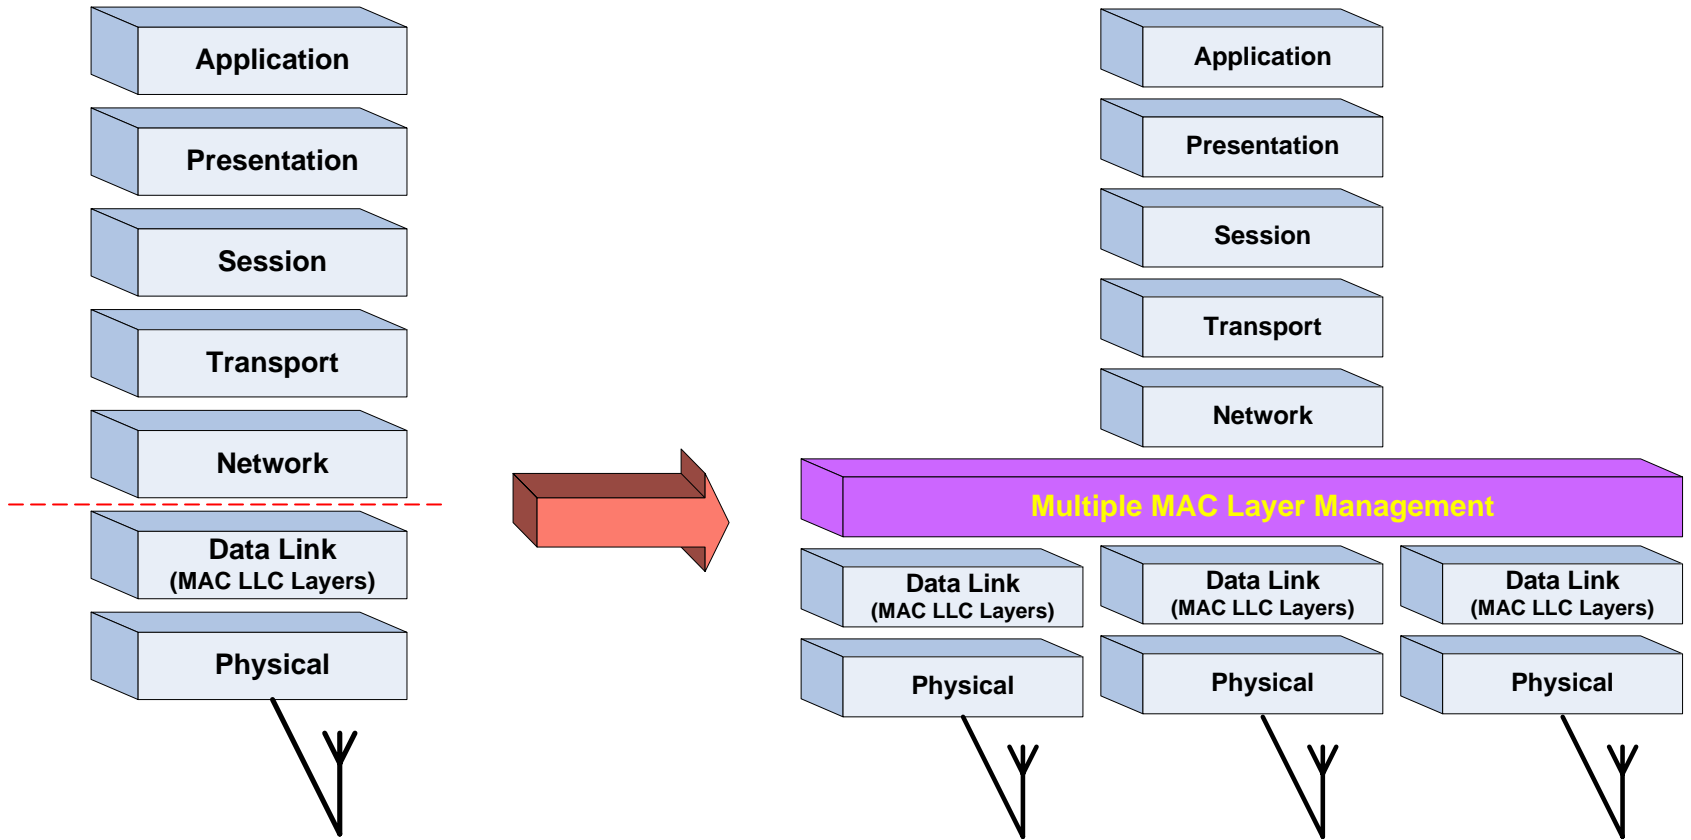 Application
Presentation
Session
Transport
Network
Data Link
(MAC LLC Layers)
Physical
Application
Presentation
Session
Transport
Network
Multiple MAC Layer Management
Data Link
(MAC LLC Layers)
Physical
Data Link
(MAC LLC Layers)
Physical
Data Link
(MAC LLC Layers)
Physical